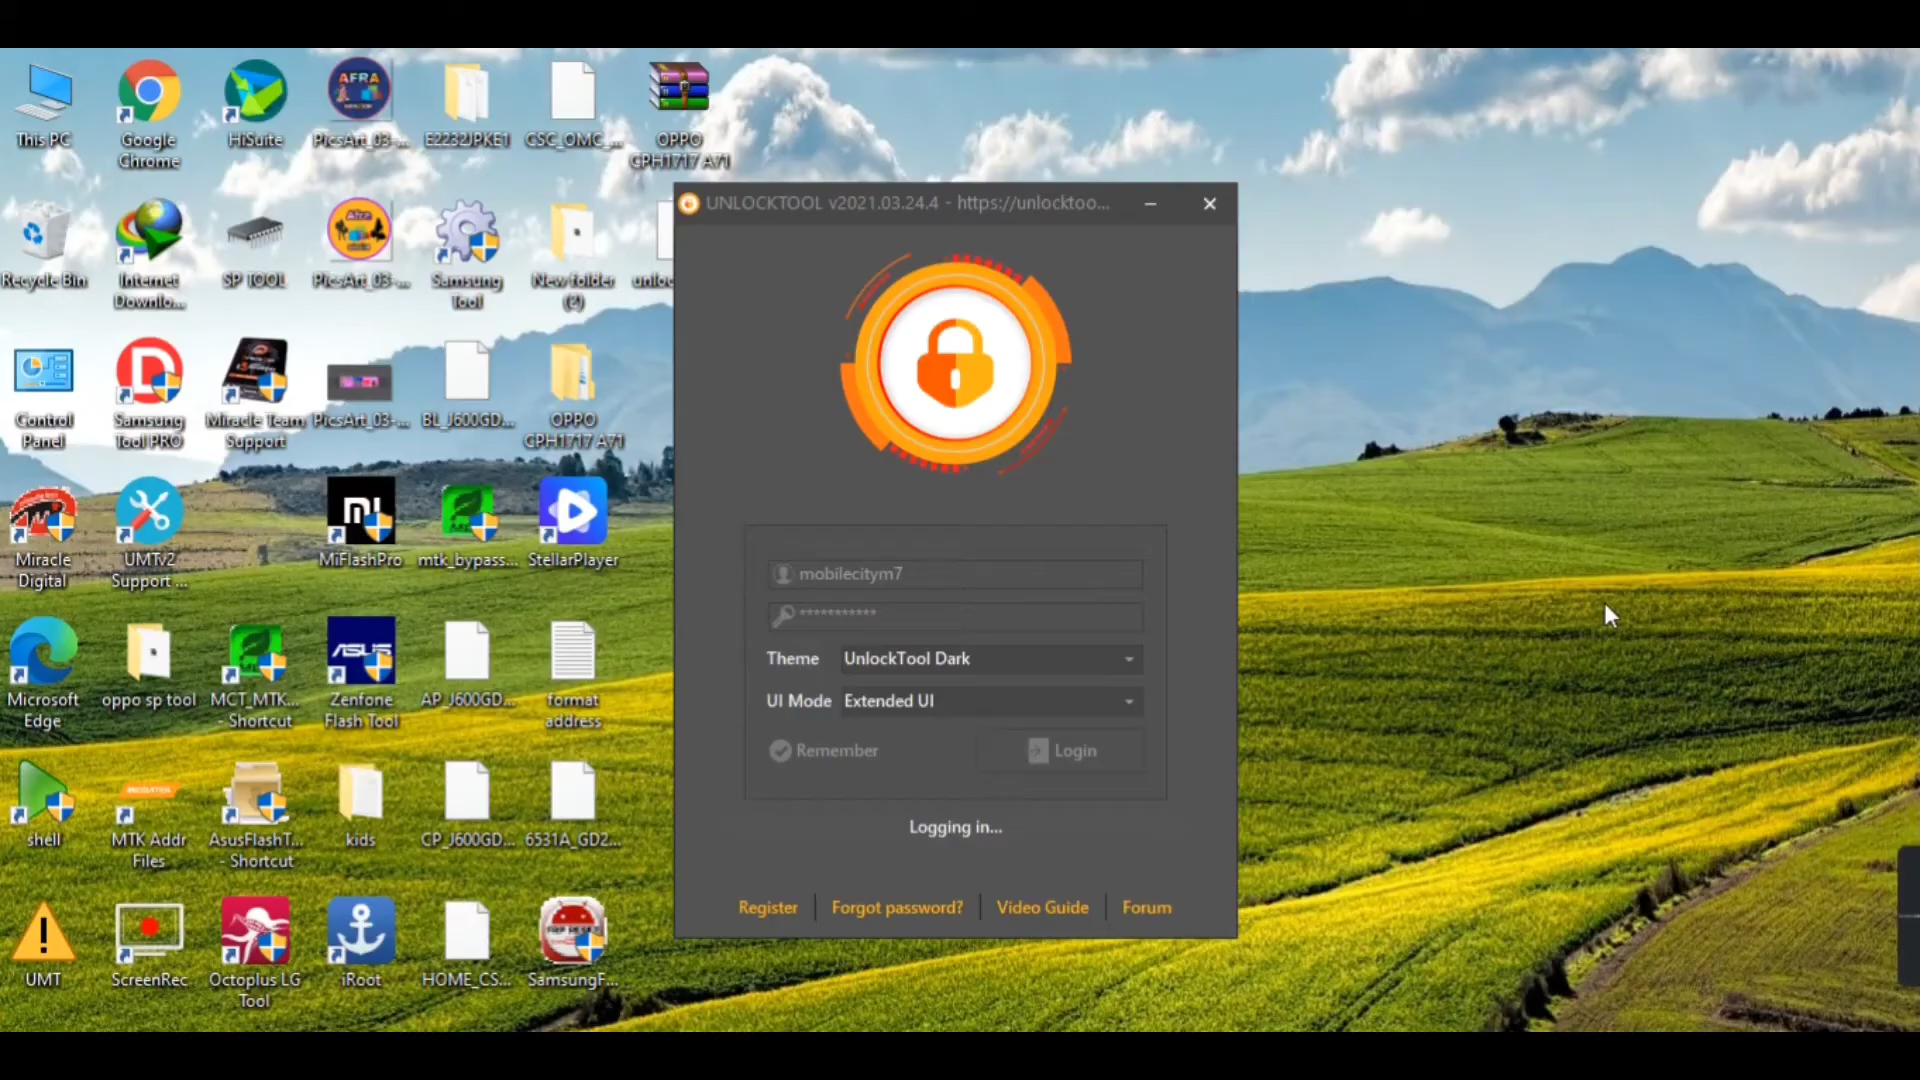 This PC
Google
Chrome
HiSuite
PicsArt_03-...
E2232JPKE1
CSC_OMC_...
OPPO
CPH1717 A71
Recycle Bin
Internet
Downlo...
SP TOOL
PicsArt_03-...
Samsung
Tool
New folder
(2)
unloc
Control
Panel
Samsung
Tool PRO
Miracle Team
Support
PicsArt_03-...
BL_J600GD...
OPPO
CPH1717 A71
Miracle
Digital
UMTv2
Support ...
MiFlashPro
mtk_bypass...
StellarPlayer
Microsoft
Edge
oppo sp tool
MCT_MTK...
- Shortcut
ASUS
Zenfone
Flash Tool
AP_J600GD...
format
address
shell
MEDIATEK
MTK Addr
Files
AsusFlashT...
- Shortcut
kids
CP_J600GD...
6531A_GD2...
UMT
ScreenRec
Octoplus LG
Tool
iRoot
HOME_CS...
SamsungF...
UNLOCKTOOL v2021.03.24.4 - https://unlocktoo...
mobilecitym7
***********
Theme UnlockTool Dark
UI Mode Extended UI
Remember Login
Logging in...
Register Forgot password? Video Guide Forum